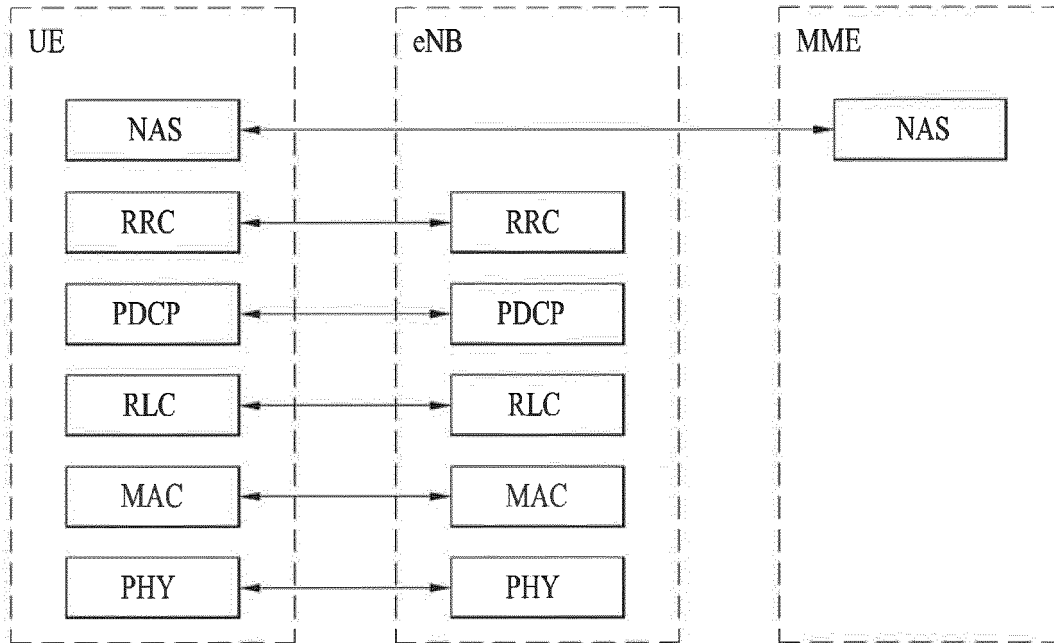 UE eNB MME
NAS NAS
RRC RRC
PDCP PDCP
RLC RLC
MAC MAC
PHY PHY